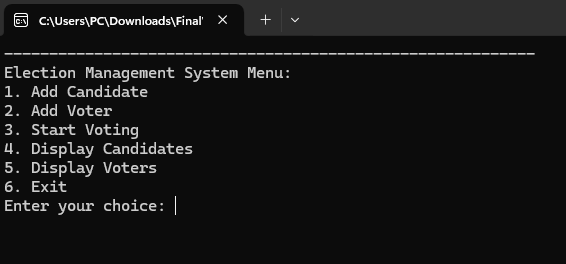 C:\Users\PC\Downloads\Final'
-----------------------------------------------------------
Election Management System Menu:
1. Add Candidate
2. Add Voter
3. Start Voting
4. Display Candidates
5. Display Voters
6. Exit
Enter your choice: